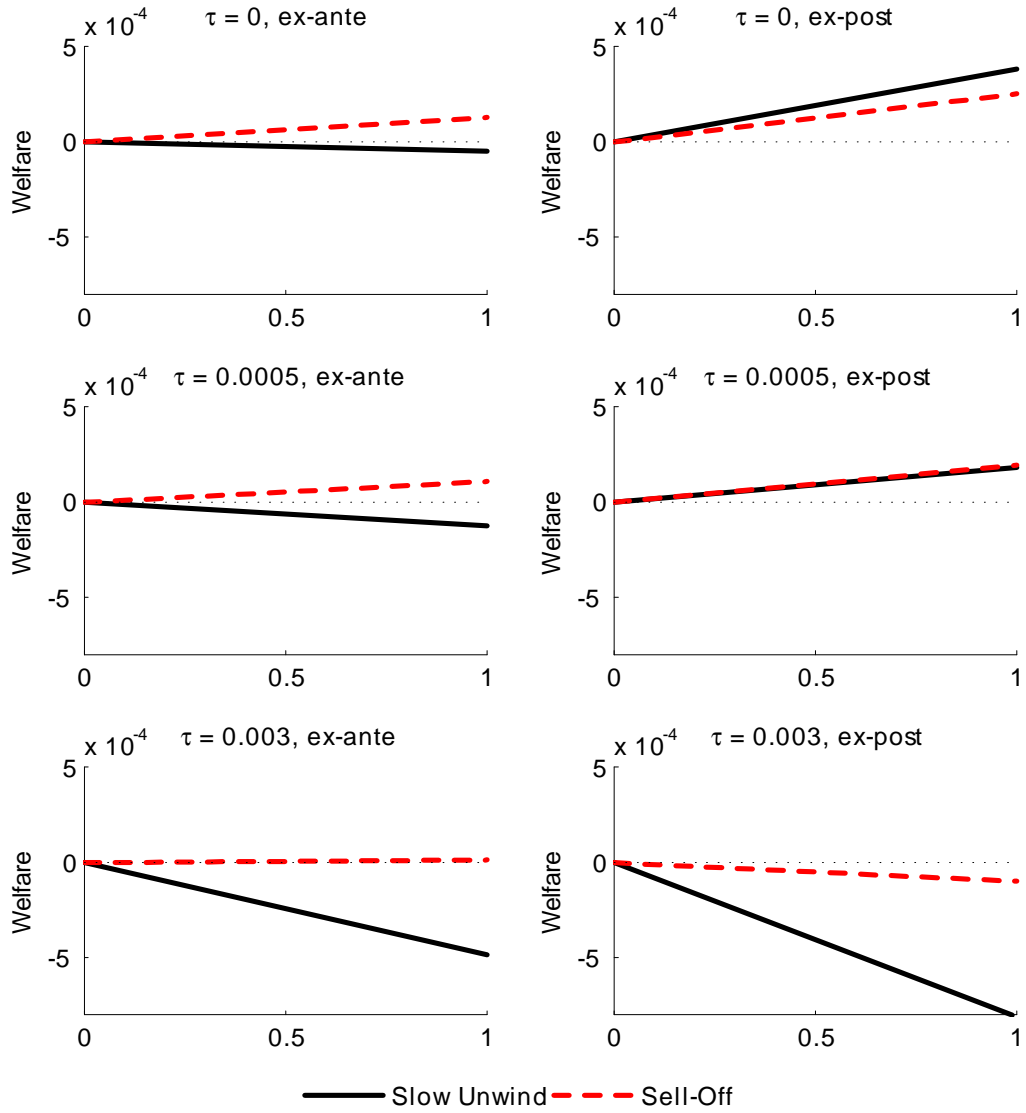 x 10-4 τ = 0, ex-ante
5
0
-5
Welfare
0 0.5 1
x 10-4 τ = 0, ex-post
5
0
-5
Welfare
0 0.5 1
x 10-4 τ = 0.0005, ex-ante
5
0
-5
Welfare
0 0.5 1
x 10-4 τ = 0.0005, ex-post
5
0
-5
Welfare
0 0.5 1
x 10-4 τ = 0.003, ex-ante
5
0
-5
Welfare
0 0.5 1
x 10-4 τ = 0.003, ex-post
5
0
-5
Welfare
0 0.5 1
Slow Unwind Sell-Off